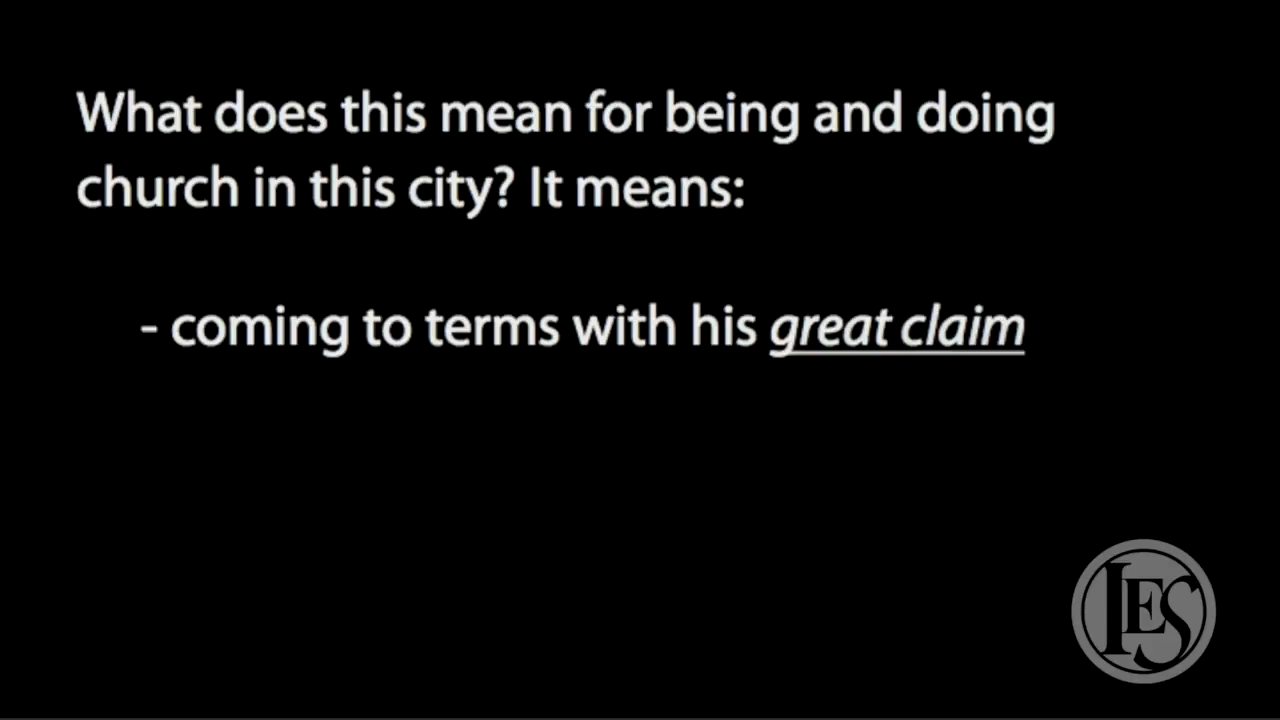 What does this mean for being and doing
church in this city? It means:
- coming to terms with his great claim
LES